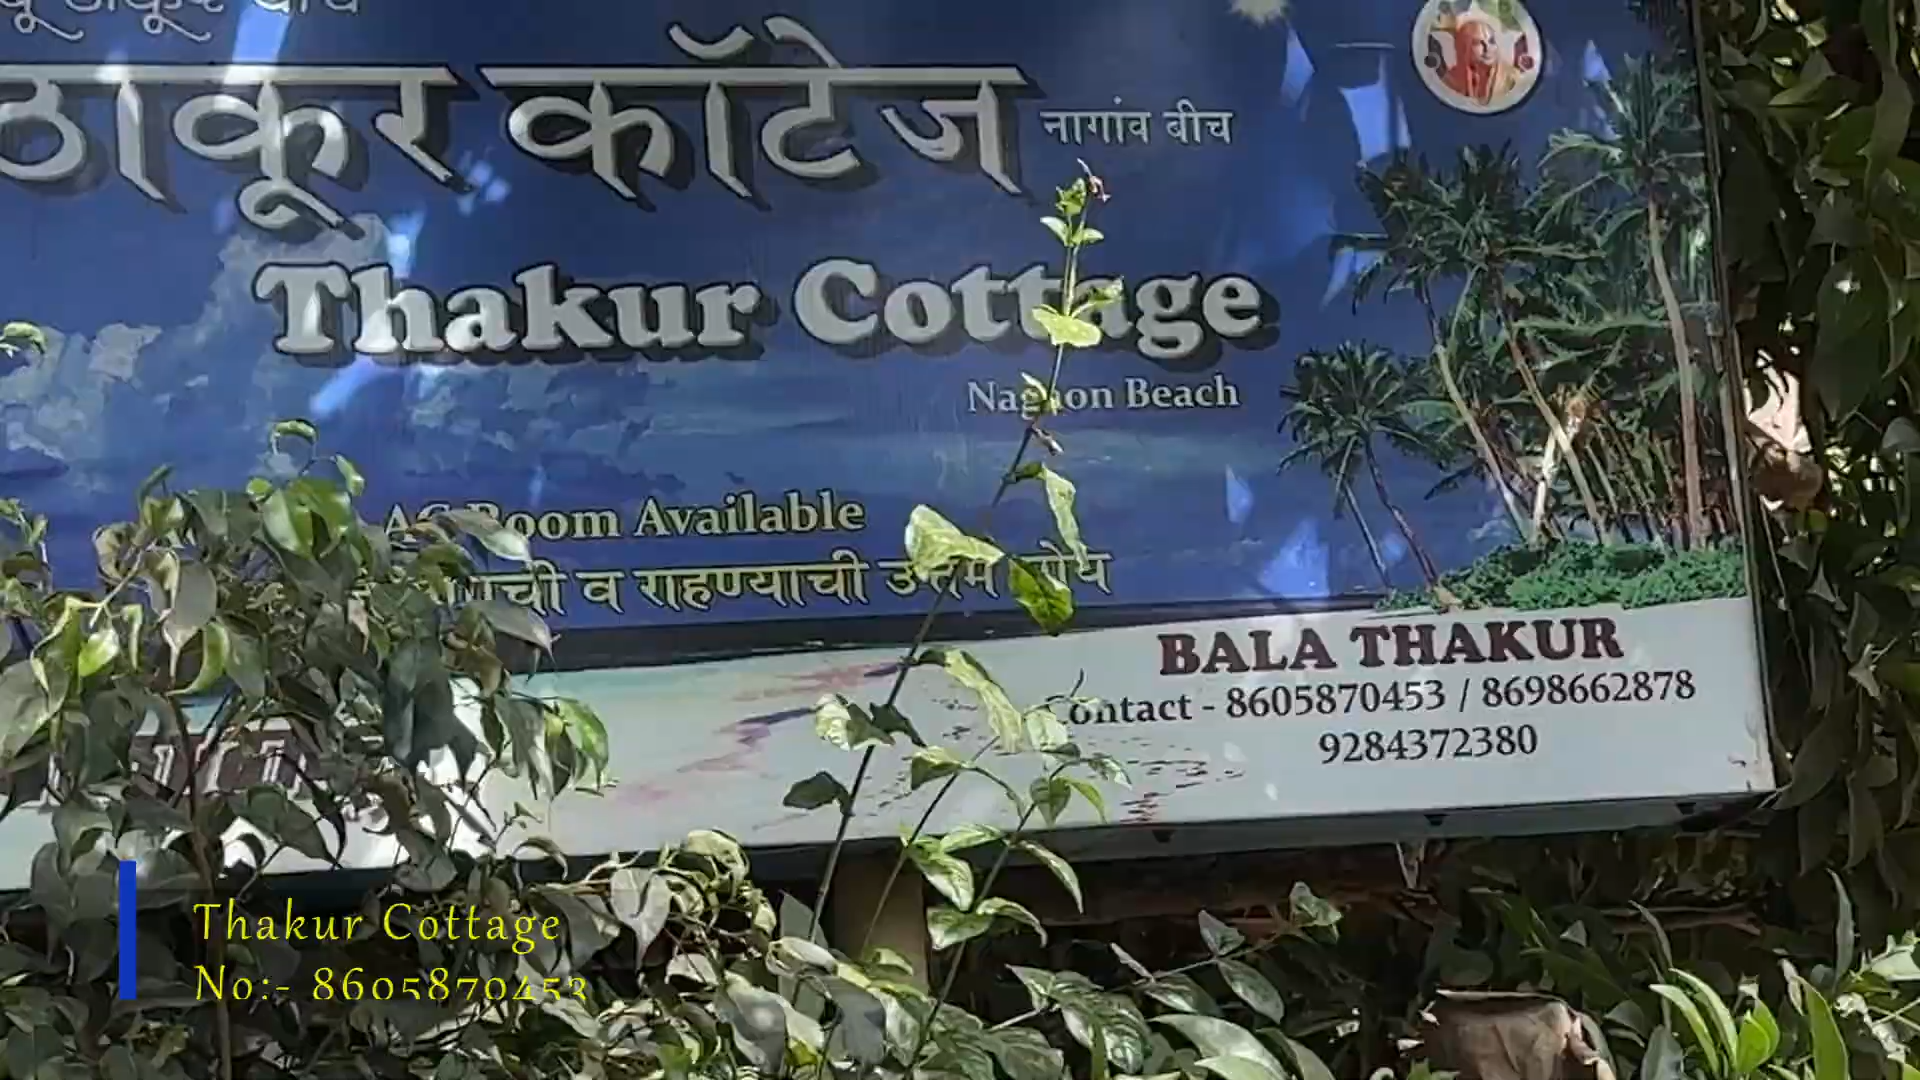 ठाकूर कॉटेज नागांव बीच
Thakur Cottage
Nagaon Beach
AC Room Available
व राहण्याची उत्तम सोय
BALA THAKUR
Contact - 8605870453 / 8698662878
9284372380
Thakur Cottage
No:- 8605870453